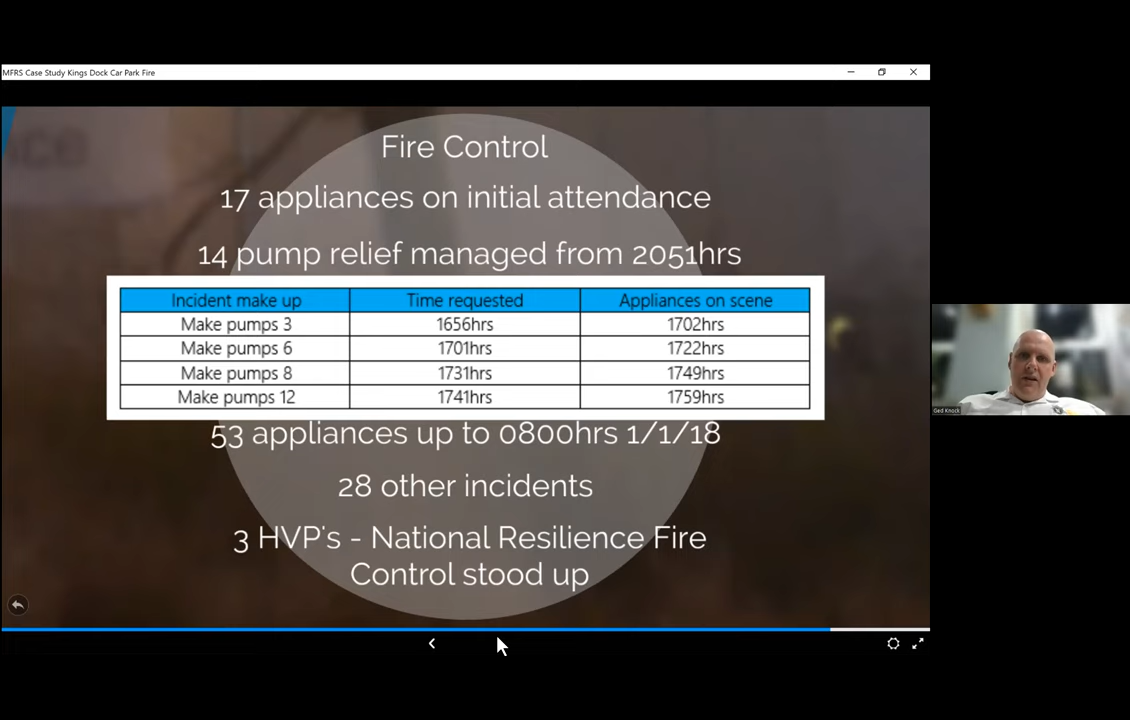 MFRS Case Study Kings Dock Car Park Fire
Fire Control
17 appliances on initial attendance
14 pump relief managed from 2051hrs
Incident make up Time requested Appliances on scene
Make pumps 3 1656hrs 1702hrs
Make pumps 6 1701hrs 1722hrs
Make pumps 8 1731hrs 1749hrs
Make pumps 12 1741hrs 1759hrs
53 appliances up to 0800hrs 1/1/18
28 other incidents
3 HVP's - National Resilience Fire
Control stood up
Ged Knock